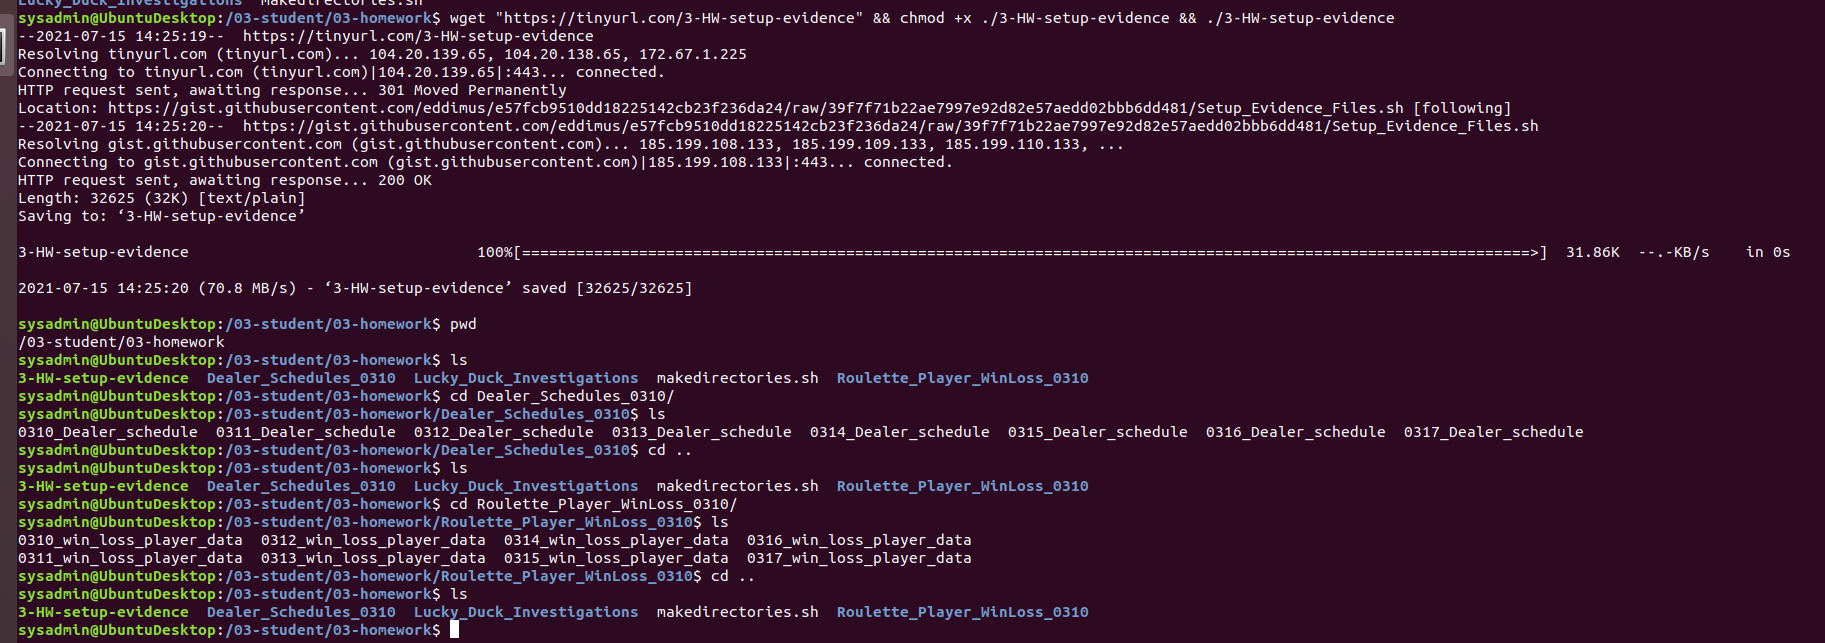 Lucky_Duck_Investigations  makedirectories.sh
sysadmin@UbuntuDesktop:/03-student/03-homework$ wget "https://tinyurl.com/3-HW-setup-evidence" && chmod +x ./3-HW-setup-evidence && ./3-HW-setup-evidence
--2021-07-15 14:25:19--  https://tinyurl.com/3-HW-setup-evidence
Resolving tinyurl.com (tinyurl.com)... 104.20.139.65, 104.20.138.65, 172.67.1.225
Connecting to tinyurl.com (tinyurl.com)|104.20.139.65|:443... connected.
HTTP request sent, awaiting response... 301 Moved Permanently
Location: https://gist.githubusercontent.com/eddimus/e57fcb9510dd18225142cb23f236da24/raw/39f7f71b22ae7997e92d82e57aedd02bbb6dd481/Setup_Evidence_Files.sh [following]
--2021-07-15 14:25:20--  https://gist.githubusercontent.com/eddimus/e57fcb9510dd18225142cb23f236da24/raw/39f7f71b22ae7997e92d82e57aedd02bbb6dd481/Setup_Evidence_Files.sh
Resolving gist.githubusercontent.com (gist.githubusercontent.com)... 185.199.108.133, 185.199.109.133, 185.199.110.133, ...
Connecting to gist.githubusercontent.com (gist.githubusercontent.com)|185.199.108.133|:443... connected.
HTTP request sent, awaiting response... 200 OK
Length: 32625 (32K) [text/plain]
Saving to: ‘3-HW-setup-evidence’
3-HW-setup-evidence 100%[================================================================================================================>] 31.86K  --.-KB/s    in 0s
2021-07-15 14:25:20 (70.8 MB/s) - ‘3-HW-setup-evidence’ saved [32625/32625]
sysadmin@UbuntuDesktop:/03-student/03-homework$ pwd
/03-student/03-homework
sysadmin@UbuntuDesktop:/03-student/03-homework$ ls
3-HW-setup-evidence  Dealer_Schedules_0310  Lucky_Duck_Investigations  makedirectories.sh  Roulette_Player_WinLoss_0310
sysadmin@UbuntuDesktop:/03-student/03-homework$ cd Dealer_Schedules_0310/
sysadmin@UbuntuDesktop:/03-student/03-homework/Dealer_Schedules_0310$ ls
0310_Dealer_schedule  0311_Dealer_schedule  0312_Dealer_schedule  0313_Dealer_schedule  0314_Dealer_schedule  0315_Dealer_schedule  0316_Dealer_schedule  0317_Dealer_schedule
sysadmin@UbuntuDesktop:/03-student/03-homework/Dealer_Schedules_0310$ cd ..
sysadmin@UbuntuDesktop:/03-student/03-homework$ ls
3-HW-setup-evidence  Dealer_Schedules_0310  Lucky_Duck_Investigations  makedirectories.sh  Roulette_Player_WinLoss_0310
sysadmin@UbuntuDesktop:/03-student/03-homework$ cd Roulette_Player_WinLoss_0310/
sysadmin@UbuntuDesktop:/03-student/03-homework/Roulette_Player_WinLoss_0310$ ls
0310_win_loss_player_data  0312_win_loss_player_data  0314_win_loss_player_data  0316_win_loss_player_data
0311_win_loss_player_data  0313_win_loss_player_data  0315_win_loss_player_data  0317_win_loss_player_data
sysadmin@UbuntuDesktop:/03-student/03-homework/Roulette_Player_WinLoss_0310$ cd ..
sysadmin@UbuntuDesktop:/03-student/03-homework$ ls
3-HW-setup-evidence  Dealer_Schedules_0310  Lucky_Duck_Investigations  makedirectories.sh  Roulette_Player_WinLoss_0310
sysadmin@UbuntuDesktop:/03-student/03-homework$